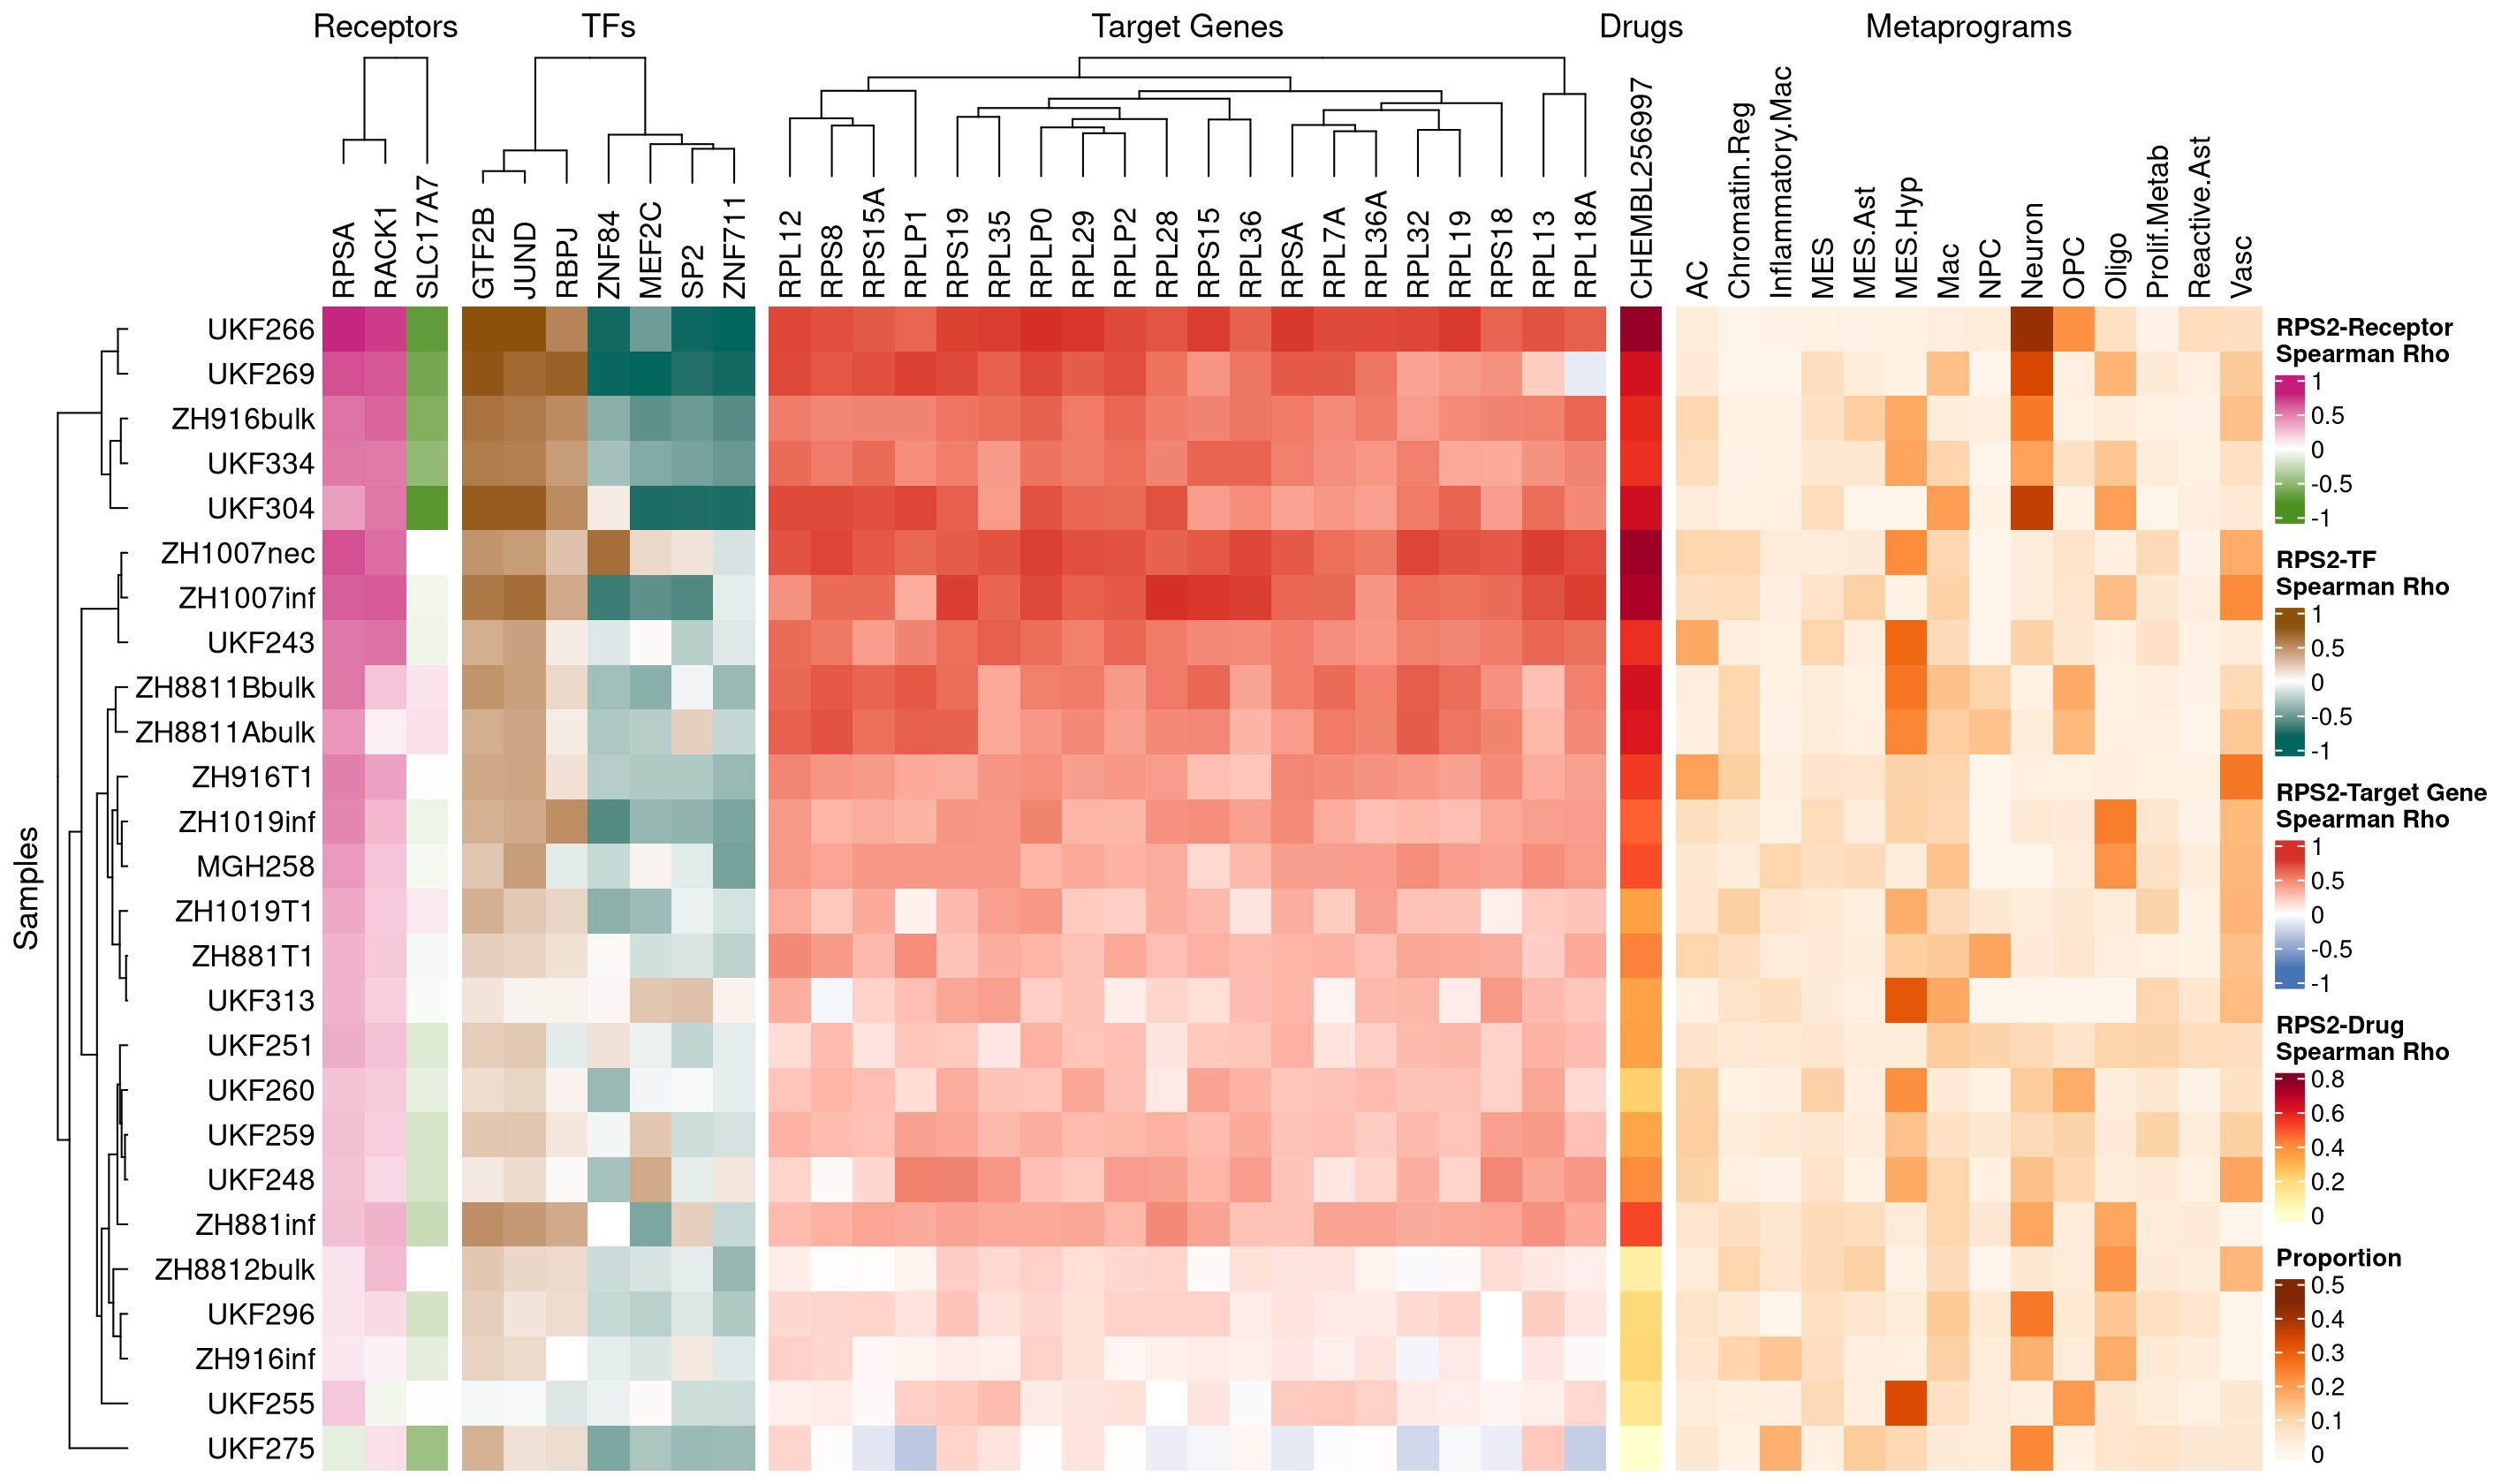 Receptors TFs Target Genes Drugs Metaprograms
RPSA RACK1 SLC17A7 GTF2B JUND RBPJ ZNF84 MEF2C SP2 ZNF711 RPL12 RPS8 RPS15A RPLP1 RPS19 RPL35 RPLP0 RPL29 RPLP2 RPL28 RPS15 RPL36 RPSA RPL7A RPL36A RPL32 RPL19 RPS18 RPL13 RPL18A CHEMBL256997 AC Chromatin.Reg Inflammatory.Mac MES MES.Ast MES.Hyp Mac NPC Neuron OPC Oligo Prolif.Metab Reactive.Ast Vasc
Samples
UKF266
UKF269
ZH916bulk
UKF334
UKF304
ZH1007nec
ZH1007inf
UKF243
ZH8811Bbulk
ZH8811Abulk
ZH916T1
ZH1019inf
MGH258
ZH1019T1
ZH881T1
UKF313
UKF251
UKF260
UKF259
UKF248
ZH881inf
ZH8812bulk
UKF296
ZH916inf
UKF255
UKF275
RPS2-Receptor
Spearman Rho
1
0.5
0
-0.5
-1
RPS2-TF
Spearman Rho
1
0.5
0
-0.5
-1
RPS2-Target Gene
Spearman Rho
1
0.5
0
-0.5
-1
RPS2-Drug
Spearman Rho
0.8
0.6
0.4
0.2
0
Proportion
0.5
0.4
0.3
0.2
0.1
0